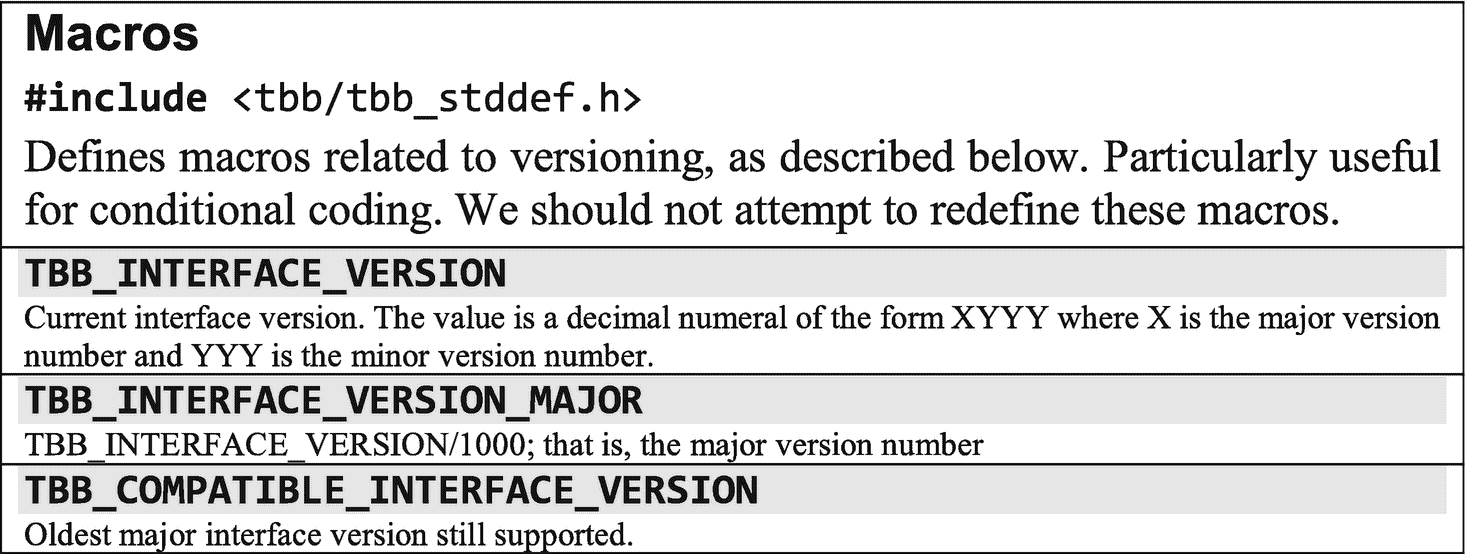 Macros
#include <tbb/tbb_stddef.h>
Defines macros related to versioning, as described below. Particularly useful
for conditional coding. We should not attempt to redefine these macros.
TBB_INTERFACE_VERSION
Current interface version. The value is a decimal numeral of the form XYYY where X is the major version
number and YYY is the minor version number.
TBB_INTERFACE_VERSION_MAJOR
TBB_INTERFACE_VERSION/1000; that is, the major version number
TBB_COMPATIBLE_INTERFACE_VERSION
Oldest major interface version still supported.